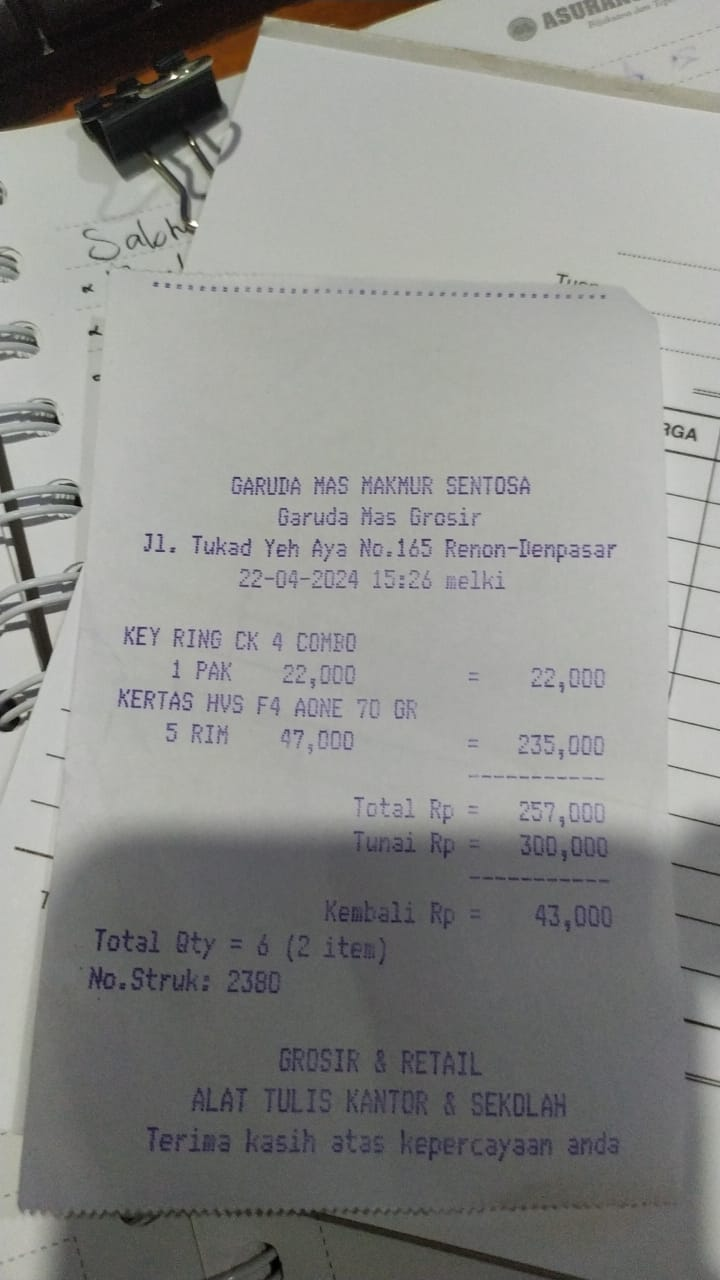 ASURAN
Sakh
RGA
GARUDA MAS MAKMUR SENTOSA
Garuda Mas Grosir
Jl. Tukad Yeh Aya No.165 Renon-Denpasar
22-04-2024 15:26 melki
KEY RING CK 4 COMBO
1 PAK 22,000 = 22,000
KERTAS HVS F4 AONE 70 GR
5 RIM 47,000 = 235,000
Total Rp = 257,000
Tunai Rp = 300,000
Kembali Rp = 43,000
Total Qty = 6 (2 item)
No.Struk: 2380
GROSIR & RETAIL
ALAT TULIS KANTOR & SEKOLAH
Terima kasih atas kepercayaan anda